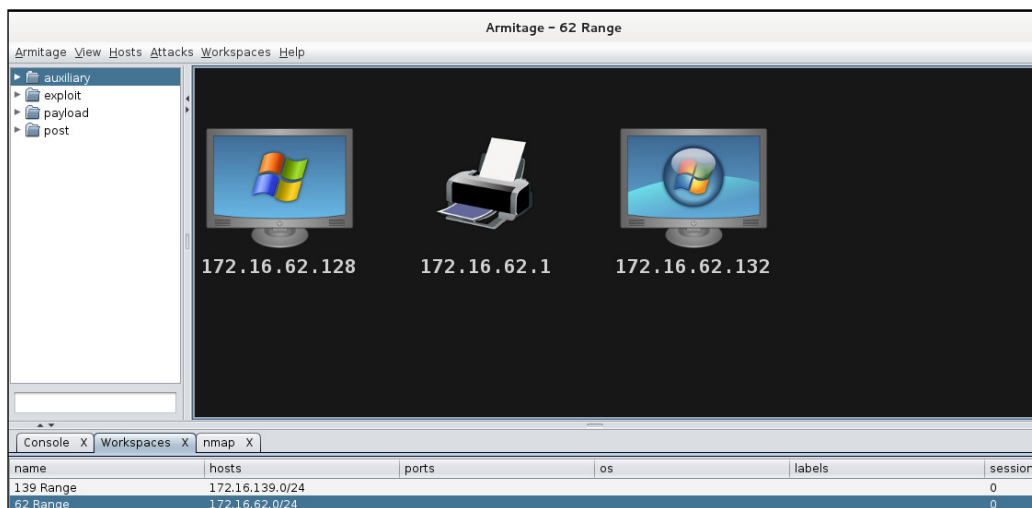 Armitage - 62 Range
Armitage View Hosts Attacks Workspaces Help
auxiliary
exploit
payload
post
172.16.62.128 172.16.62.1 172.16.62.132
Console X Workspaces X nmap X
name hosts ports os labels session
139 Range 172.16.139.0/24 0
62 Range 172.16.62.0/24 0